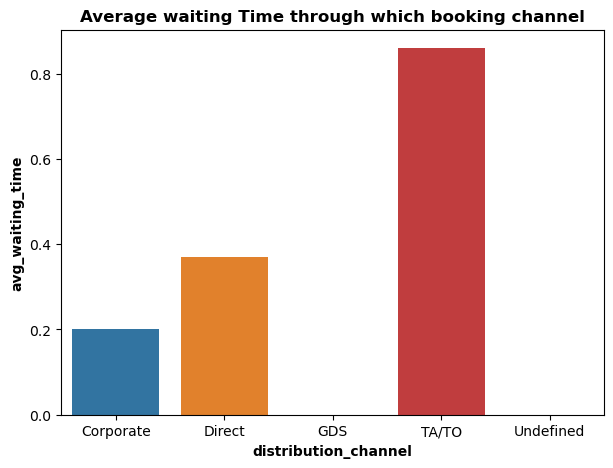 Average waiting Time through which booking channel
avg_waiting_time
0.8
0.6
0.4
0.2
0.0
Corporate Direct GDS TA/TO Undefined
distribution_channel